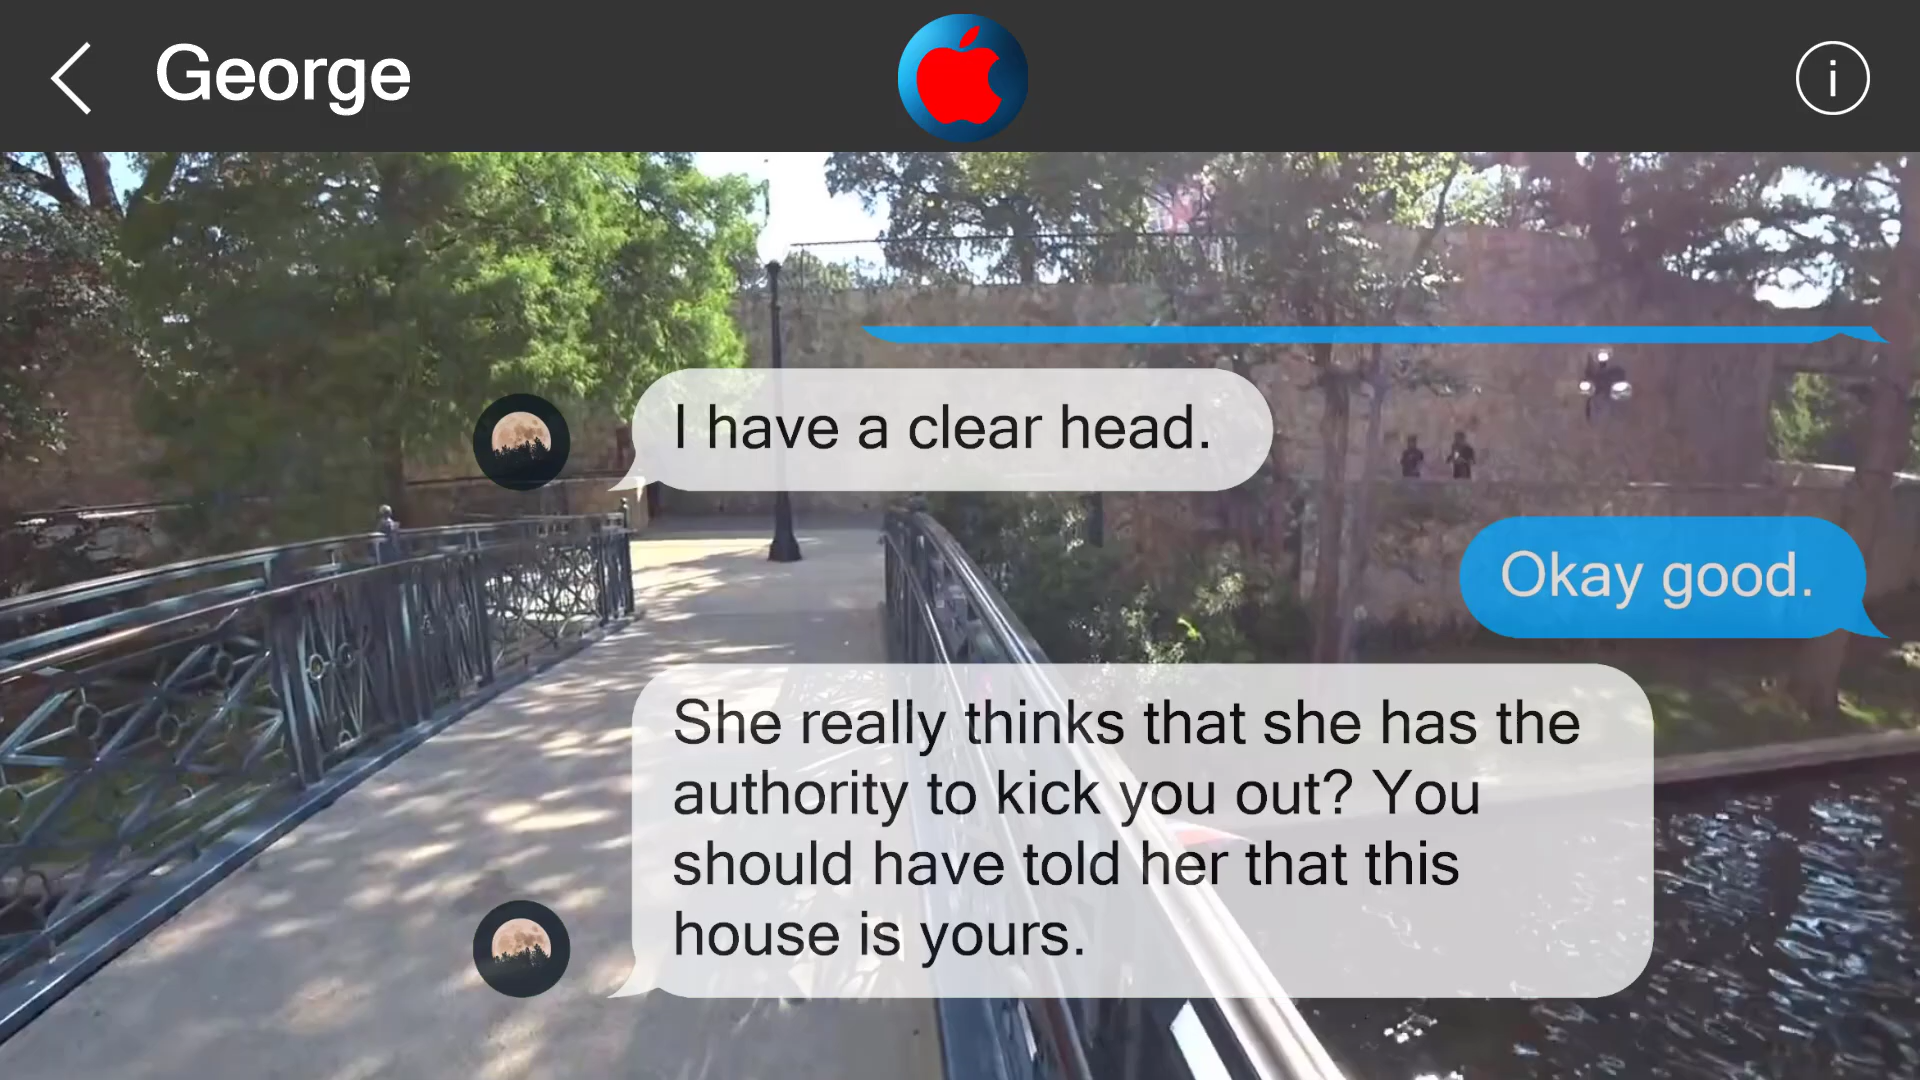 George
i
I have a clear head.
Okay good.
She really thinks that she has the
authority to kick you out? You
should have told her that this
house is yours.